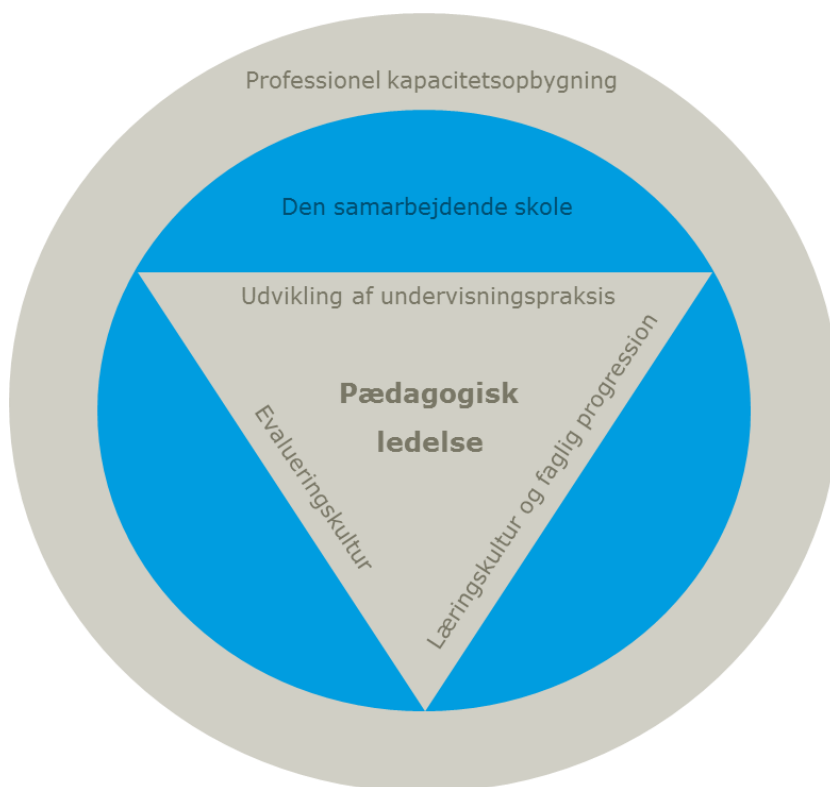 Professionel kapacitetsopbygning
Den samarbejdende skole
Udvikling af undervisningspraksis
Pædagogisk
ledelse
Evalueringskultur
Læringskultur og faglig progression